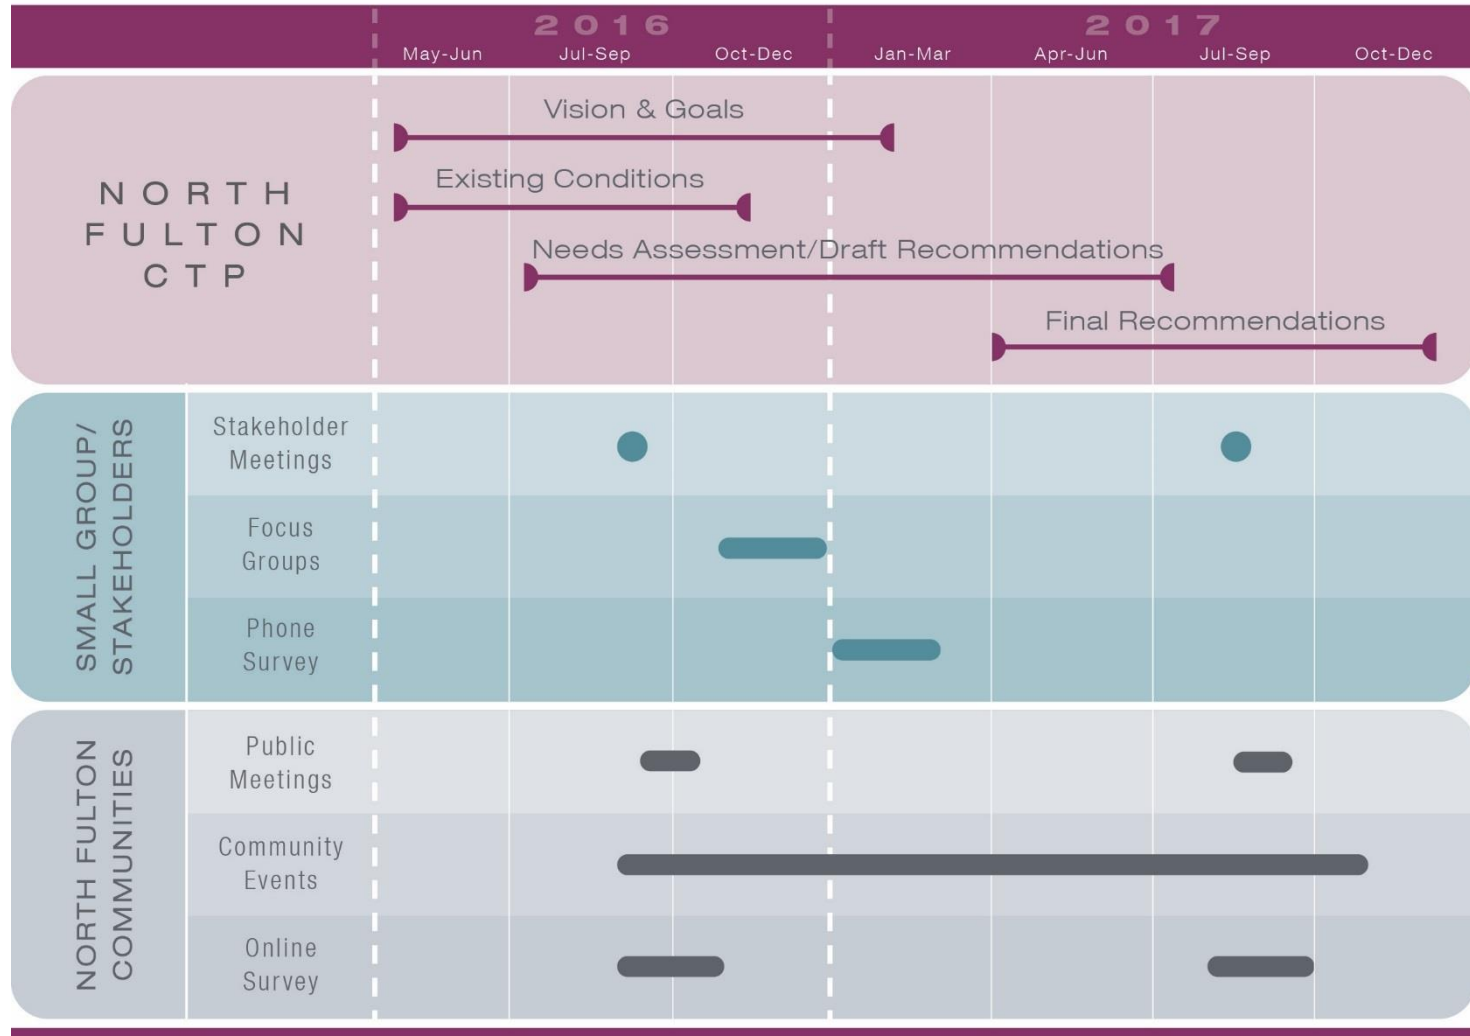 2016
2017
May-Jun
Jul-Sep
Oct-Dec
Jan-Mar
Apr-Jun
Jul-Sep
Oct-Dec
NORTH
FULTON
CTP
Vision & Goals
Existing Conditions
Needs Assessment/Draft Recommendations
Final Recommendations
SMALL GROUP/
STAKEHOLDERS
Stakeholder
Meetings
Focus
Groups
Phone
Survey
NORTH FULTON
COMMUNITIES
Public
Meetings
Community
Events
Online
Survey